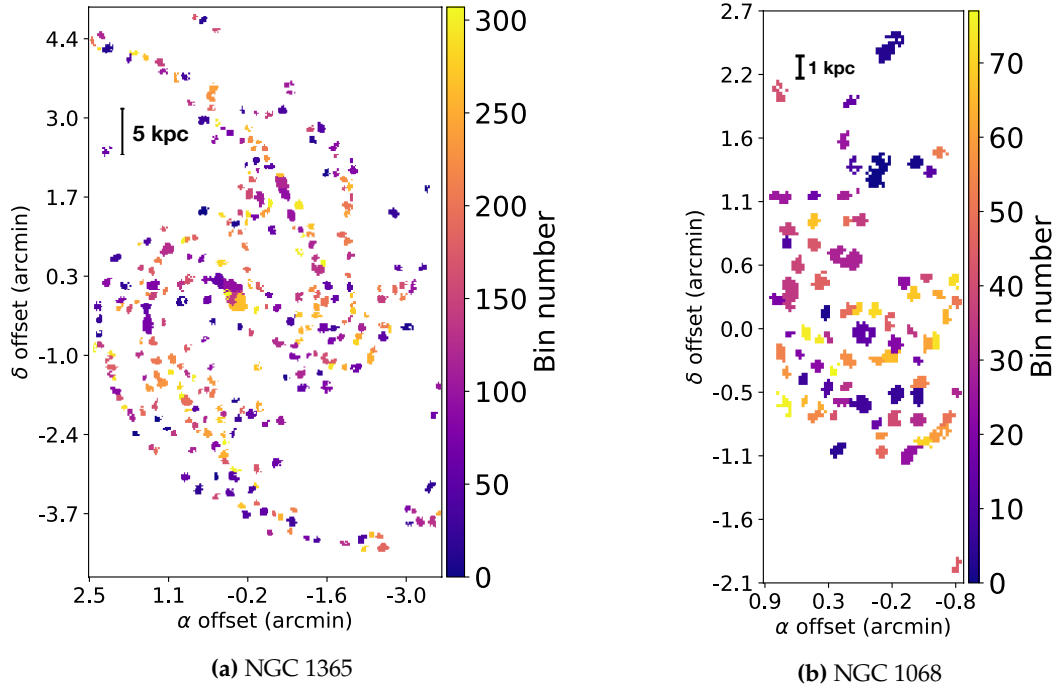 4.4
3.0
1.7
0.3
-1.0
-2.4
-3.7
δ offset (arcmin)
5 kpc
2.5 1.1 -0.2 -1.6 -3.0
α offset (arcmin)
300
250
200
150
100
50
0
Bin number
(a) NGC 1365
2.7
2.2
1.6
1.1
0.6
0.0
-0.5
-1.1
-1.6
-2.1
δ offset (arcmin)
1 kpc
0.9 0.3 -0.2 -0.8
α offset (arcmin)
70
60
50
40
30
20
10
0
Bin number
(b) NGC 1068